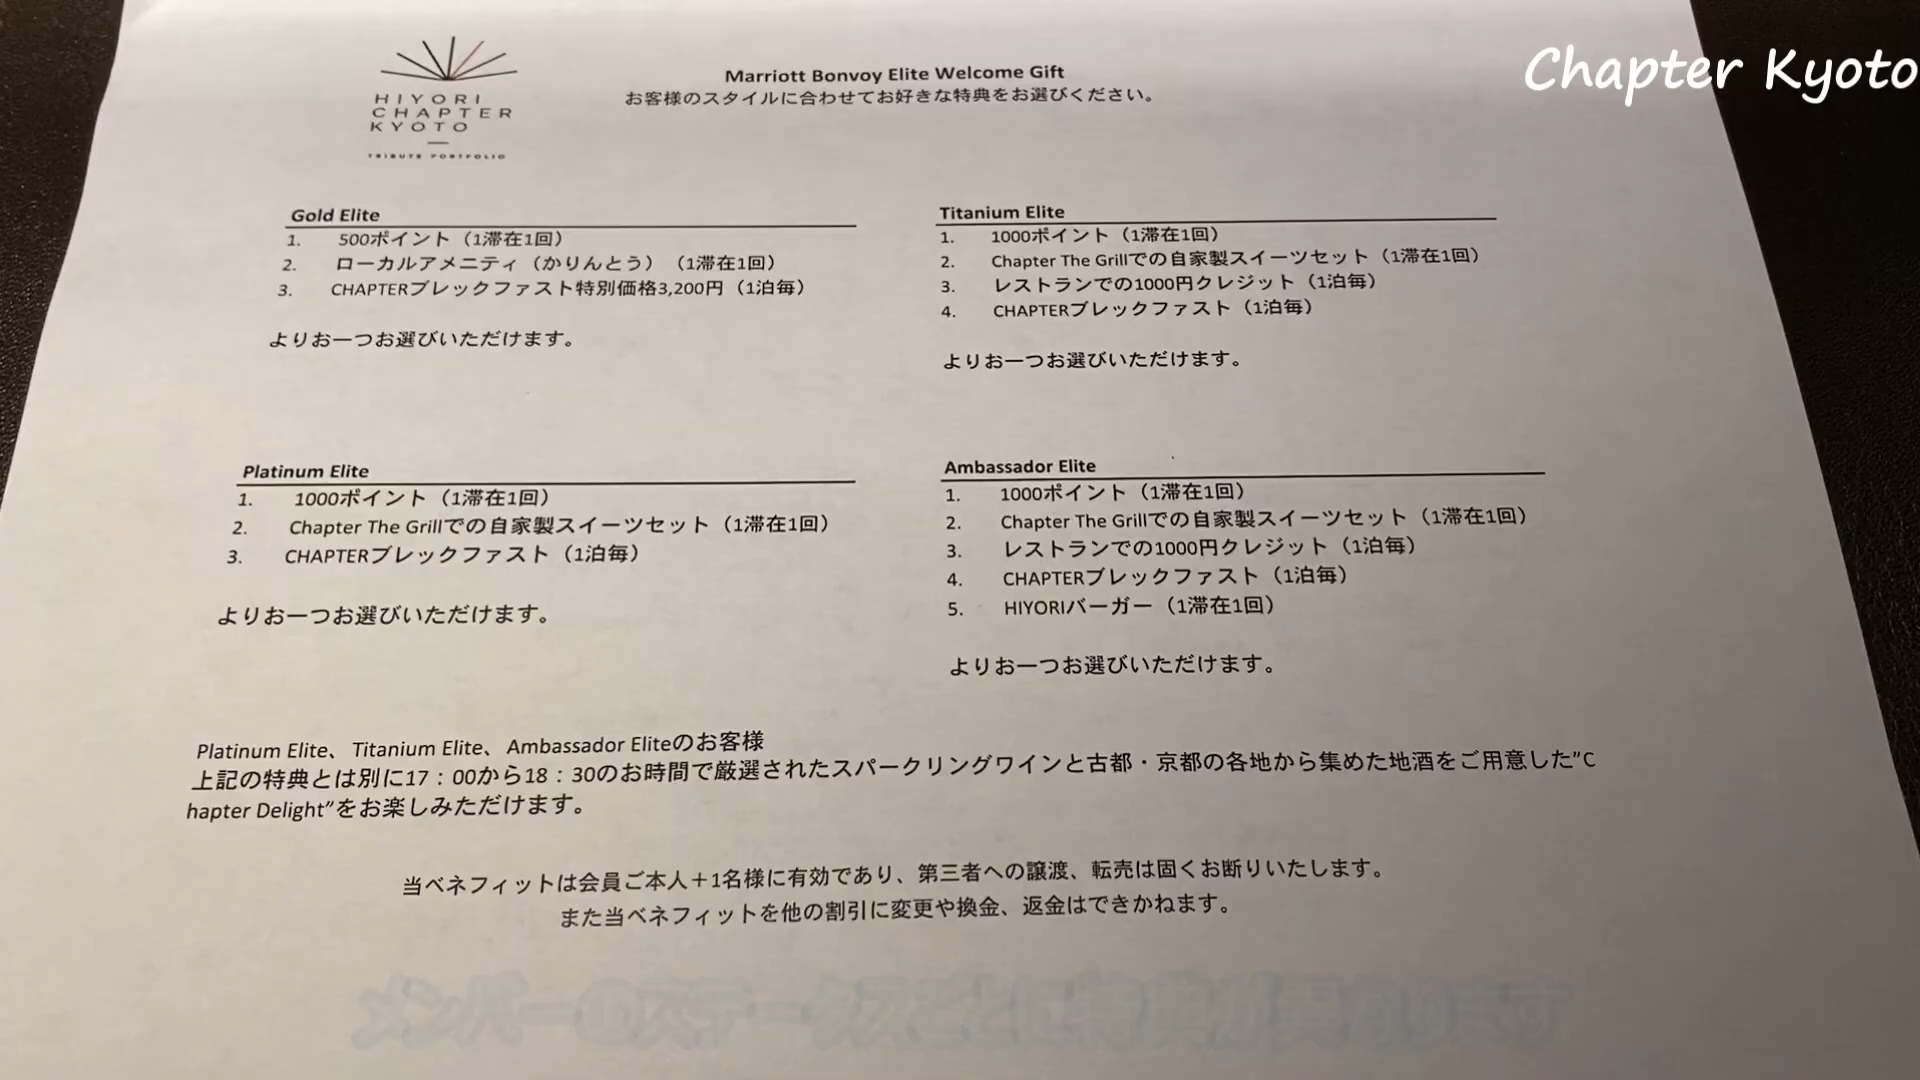 Chapter Kyoto
HIYORI
CHAPTER
KYOTO
TRIBUTE PORTFOLIO
Marriott Bonvoy Elite Welcome Gift
お客様のスタイルに合わせてお好きな特典をお選びください。
Gold Elite
1. 500ポイント（1滞在1回）
2. ローカルアメニティ（かりんとう）（1滞在1回）
3. CHAPTERブレックファスト特別価格3,200円（1泊毎）
よりお一つお選びいただけます。
Titanium Elite
1. 1000ポイント（1滞在1回）
2. Chapter The Grillでの自家製スイーツセット（1滞在1回）
3. レストランでの1000円クレジット（1泊毎）
4. CHAPTERブレックファスト（1泊毎）
よりお一つお選びいただけます。
Platinum Elite
1. 1000ポイント（1滞在1回）
2. Chapter The Grillでの自家製スイーツセット（1滞在1回）
3. CHAPTERブレックファスト（1泊毎）
よりお一つお選びいただけます。
Ambassador Elite
1. 1000ポイント（1滞在1回）
2. Chapter The Grillでの自家製スイーツセット（1滞在1回）
3. レストランでの1000円クレジット（1泊毎）
4. CHAPTERブレックファスト（1泊毎）
5. HIYORIバーガー（1滞在1回）
よりお一つお選びいただけます。
Platinum Elite、Titanium Elite、Ambassador Eliteのお客様
上記の特典とは別に17：00から18：30のお時間で厳選されたスパークリングワインと古都・京都の各地から集めた地酒をご用意した”C
hapter Delight”をお楽しみただけます。
当ベネフィットは会員ご本人＋1名様に有効であり、第三者への譲渡、転売は固くお断りいたします。
また当ベネフィットを他の割引に変更や換金、返金はできかねます。
メンバーのステータスごとに特典が異なります